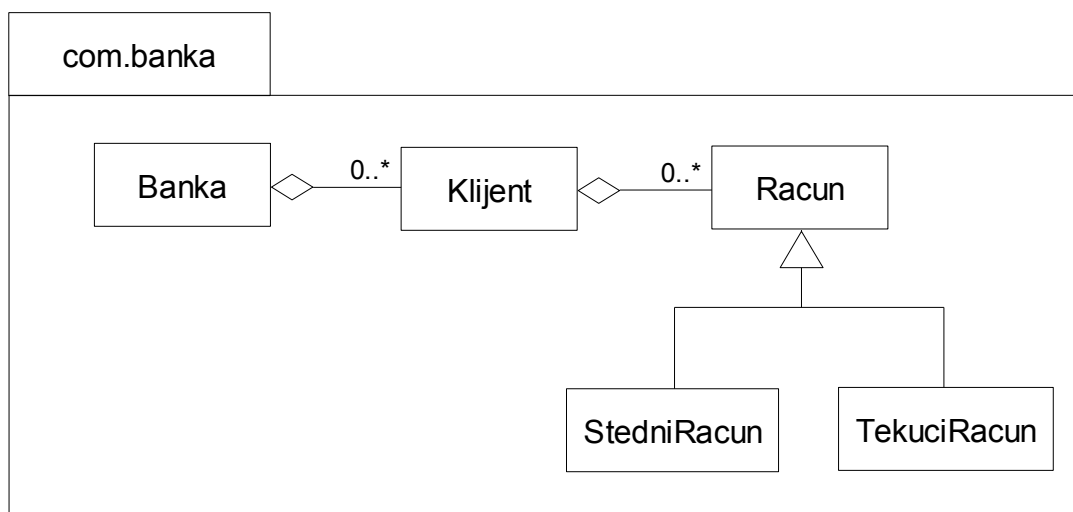 com.banka
Banka
0..*
Klijent
0..*
Racun
StedniRacun
TekuciRacun